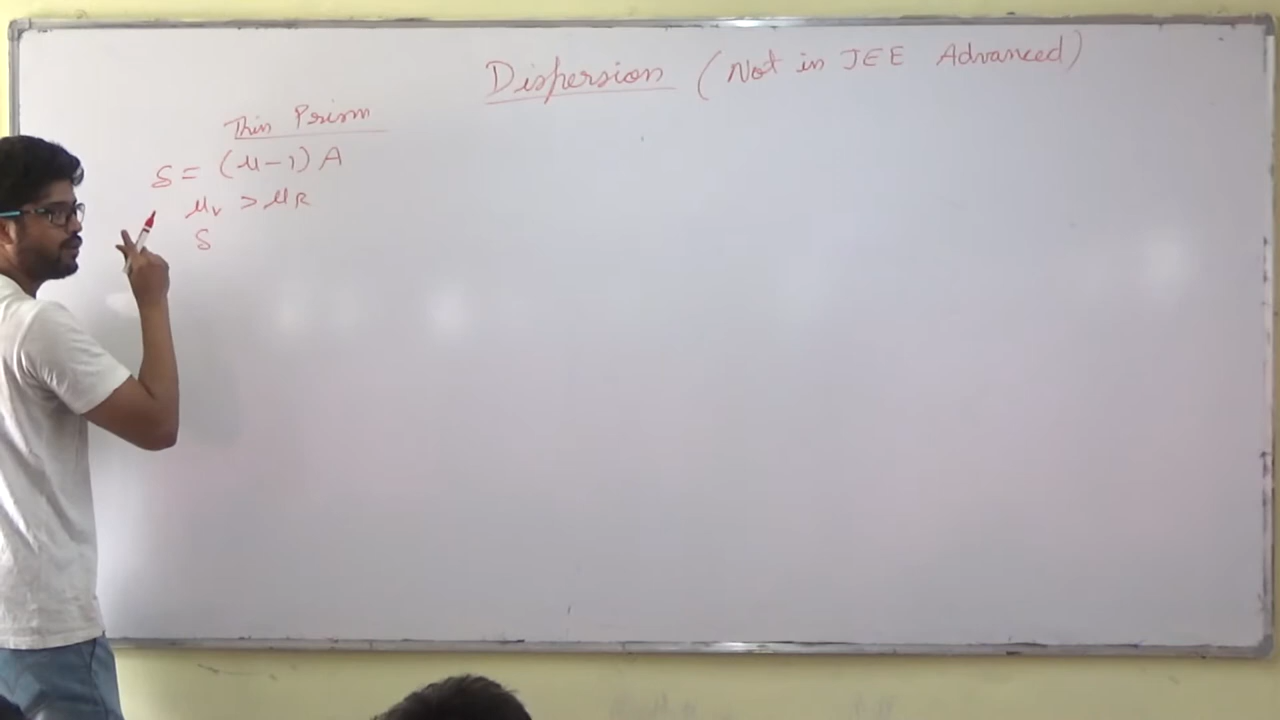 Dispersion (Not in JEE Advanced)
Thin Prism
δ = (μ-1) A
μv > μR
δ